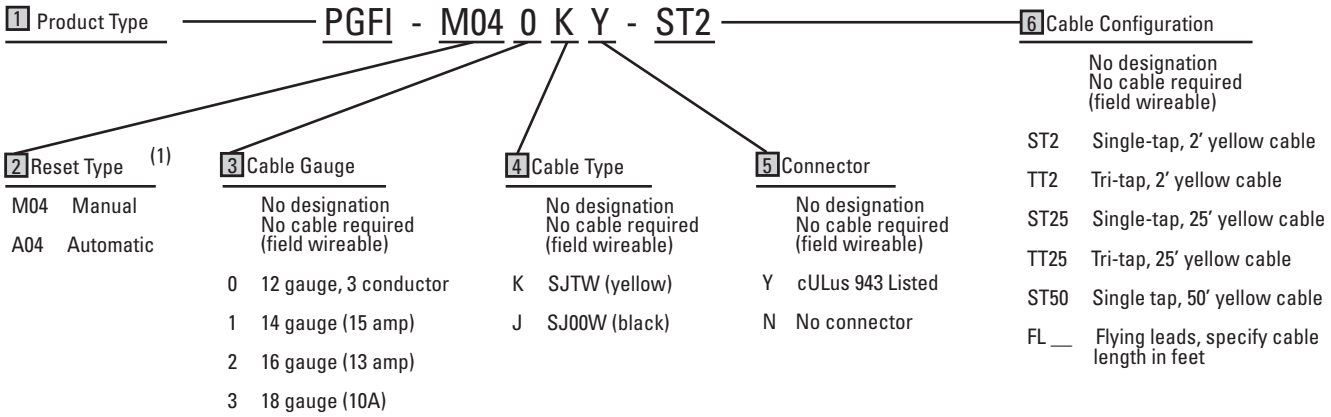 1 Product Type
PGFI - M04 0 K Y - ST2
6 Cable Configuration
No designation
No cable required
(field wireable)
ST2 Single-tap, 2′ yellow cable
TT2 Tri-tap, 2′ yellow cable
ST25 Single-tap, 25′ yellow cable
TT25 Tri-tap, 25′ yellow cable
ST50 Single tap, 50′ yellow cable
FL __ Flying leads, specify cable
length in feet
2 Reset Type (1)
M04 Manual
A04 Automatic
3 Cable Gauge
No designation
No cable required
(field wireable)
0 12 gauge, 3 conductor
1 14 gauge (15 amp)
2 16 gauge (13 amp)
3 18 gauge (10A)
4 Cable Type
No designation
No cable required
(field wireable)
K SJTW (yellow)
J SJ00W (black)
5 Connector
No designation
No cable required
(field wireable)
Y cULus 943 Listed
N No connector